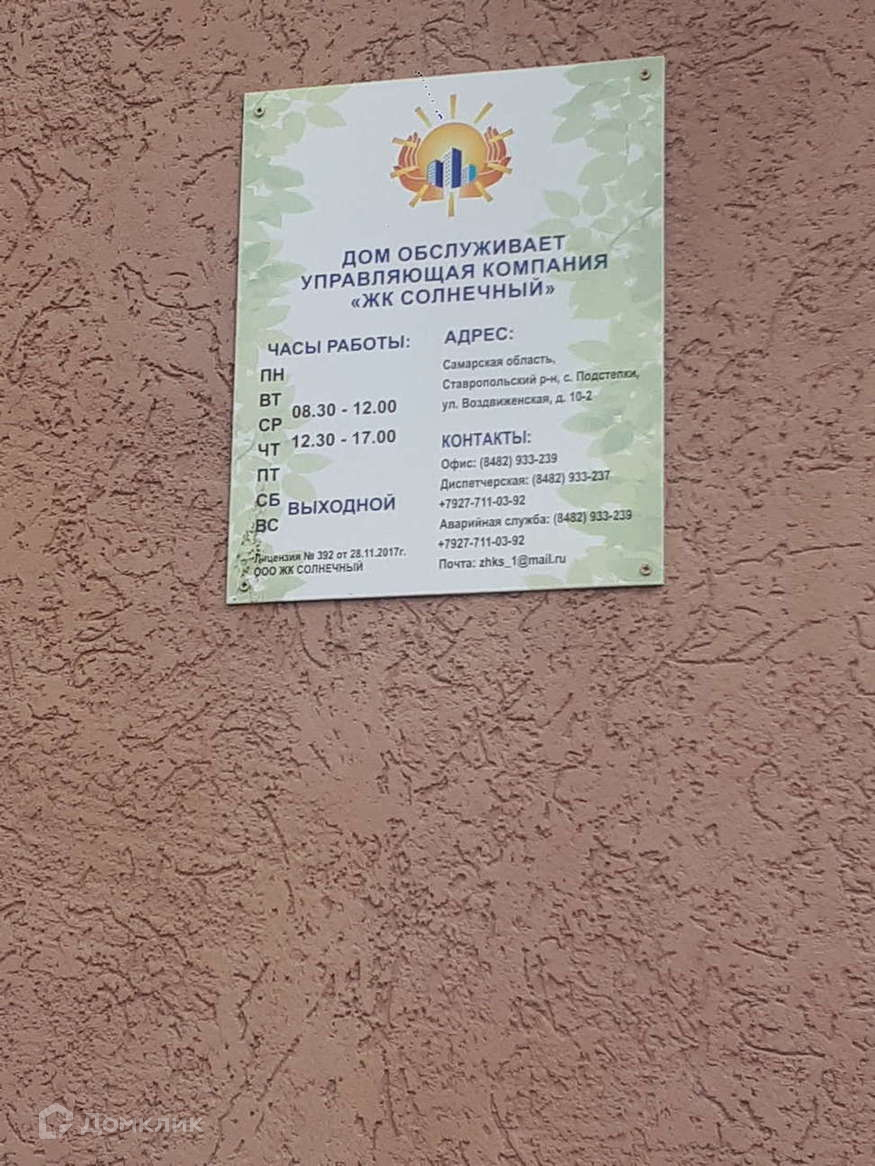 ДОМ ОБСЛУЖИВАЕТ
УПРАВЛЯЮЩАЯ КОМПАНИЯ
«ЖК СОЛНЕЧНЫЙ»
ЧАСЫ РАБОТЫ:
ПН
ВТ
СР
ЧТ
ПТ
08.30 - 12.00
12.30 - 17.00
СБ
ВС
ВЫХОДНОЙ
Лицензия № 392 от 28.11.2017г.
ООО ЖК СОЛНЕЧНЫЙ
АДРЕС:
Самарская область,
Ставропольский р-н, с. Подстепки,
ул. Воздвиженская, д. 10-2
КОНТАКТЫ:
Офис: (8482) 933-239
Диспетчерская: (8482) 933-237
+7927-711-03-92
Аварийная служба: (8482) 933-239
+7927-711-03-92
Почта: zhks_1@mail.ru
Домклик